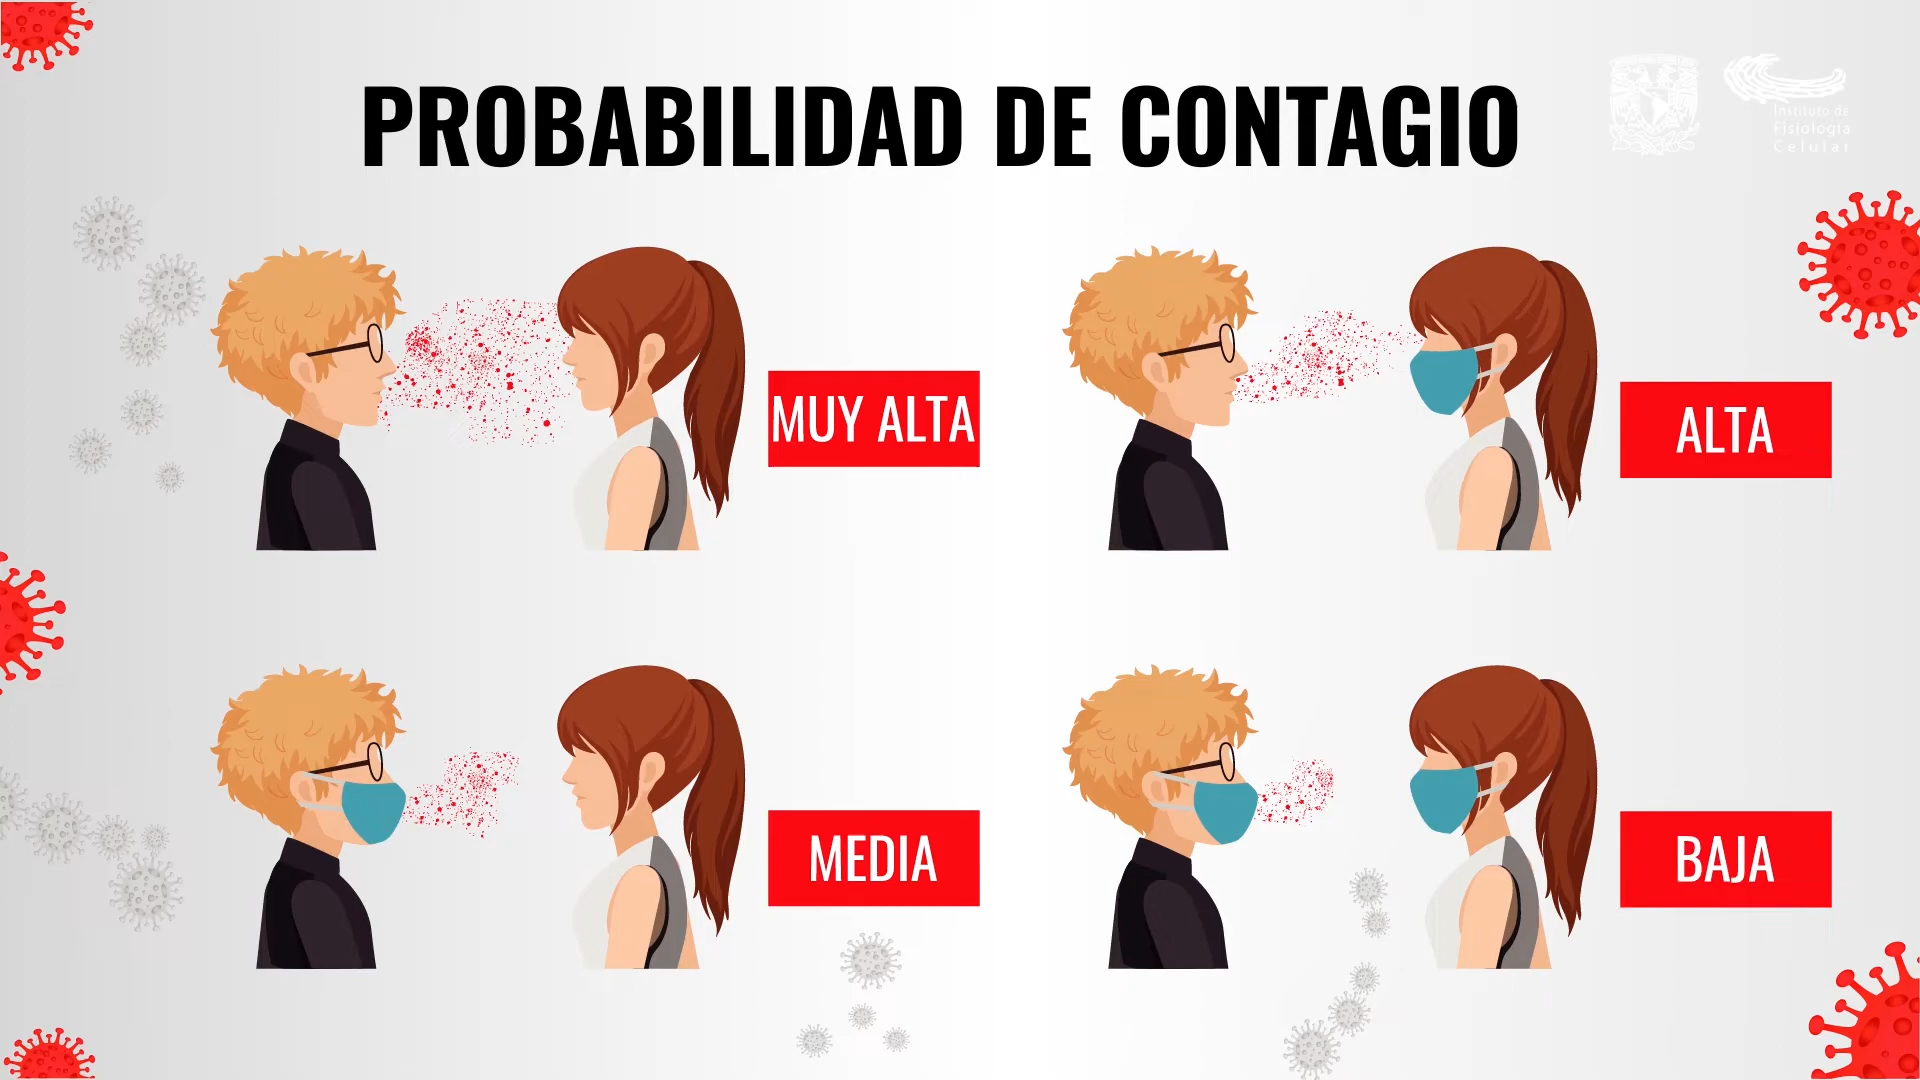 PROBABILIDAD DE CONTAGIO
Instituto de
Fisiología
Celular
MUY ALTA
ALTA
MEDIA
BAJA